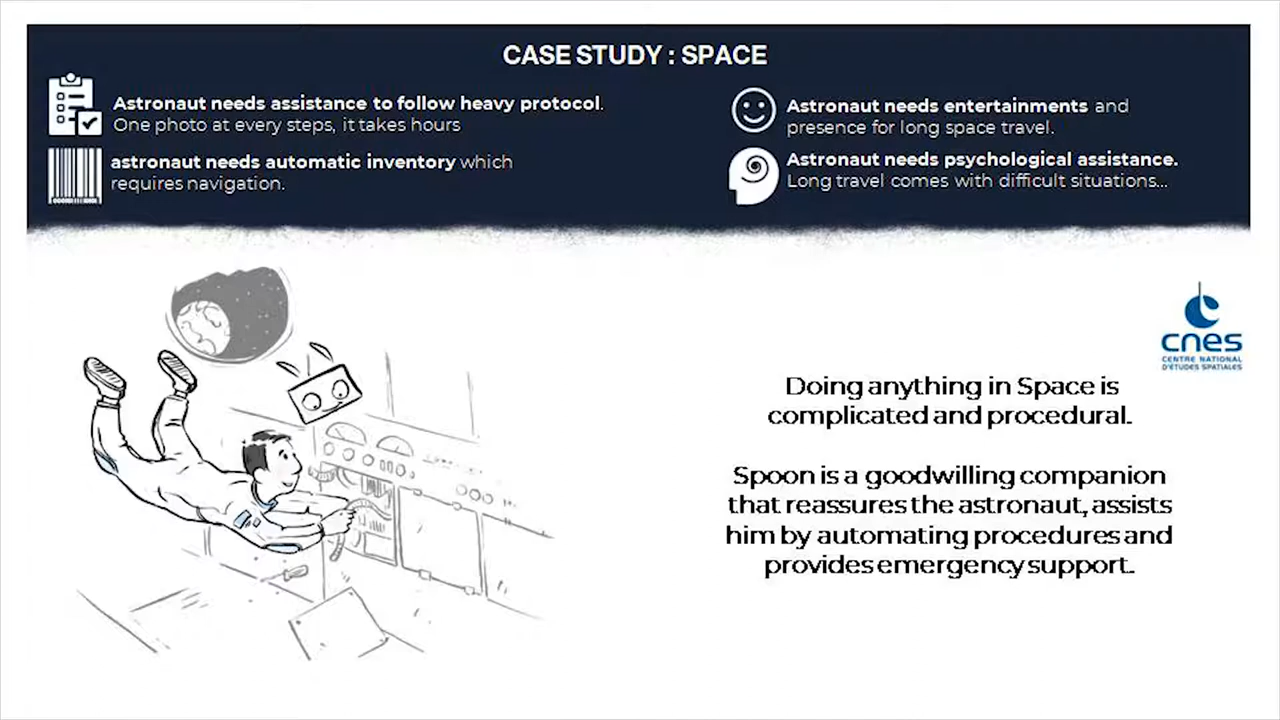 CASE STUDY : SPACE
Astronaut needs assistance to follow heavy protocol.
One photo at every steps, it takes hours
astronaut needs automatic inventory which
requires navigation.
Astronaut needs entertainments and
presence for long space travel.
Astronaut needs psychological assistance.
Long travel comes with difficult situations...
cnes
CENTRE NATIONAL
D'ÉTUDES SPATIALES
Doing anything in Space is
complicated and procedural.
Spoon is a goodwilling companion
that reassures the astronaut, assists
him by automating procedures and
provides emergency support.